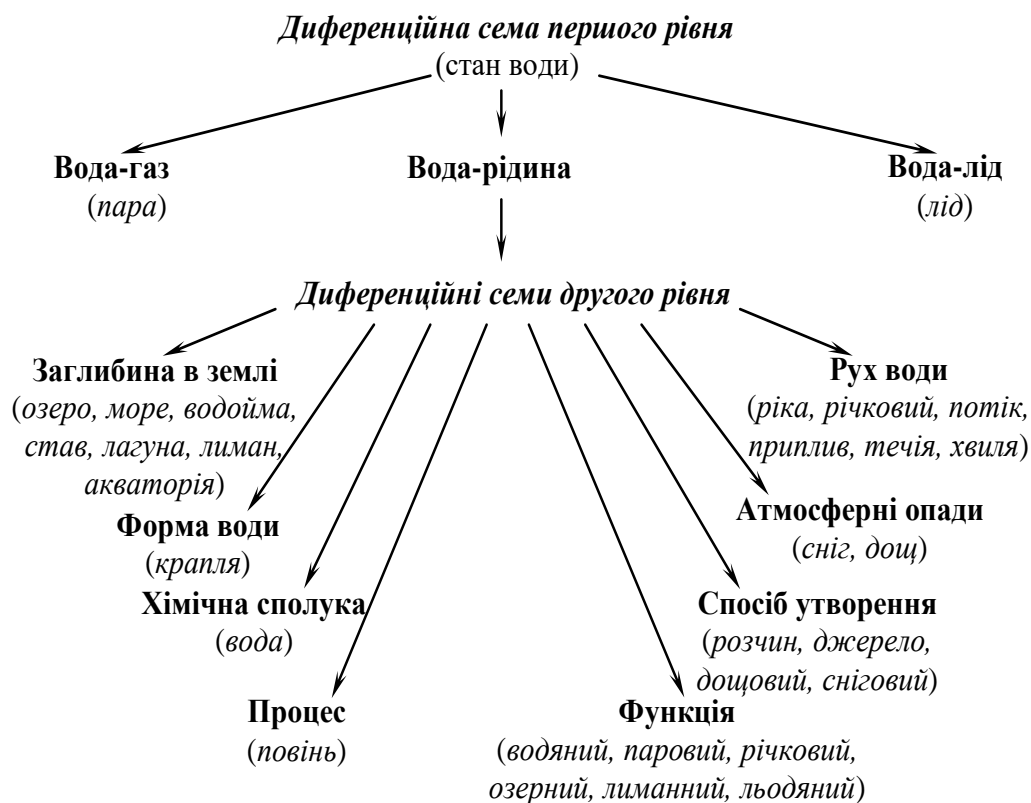 Диференційна сема першого рівня
(стан води)
Вода-газ
(пара)
Вода-рідина
Вода-лід
(лід)
Диференційні семи другого рівня
Заглибина в землі
(озеро, море, водойма,
став, лагуна, лиман,
акваторія)
Рух води
(ріка, річковий, потік,
приплив, течія, хвиля)
Форма води
(крапля)
Атмосферні опади
(сніг, дощ)
Хімічна сполука
(вода)
Спосіб утворення
(розчин, джерело,
дощовий, сніговий)
Процес
(повінь)
Функція
(водяний, паровий, річковий,
озерний, лиманний, льодяний)